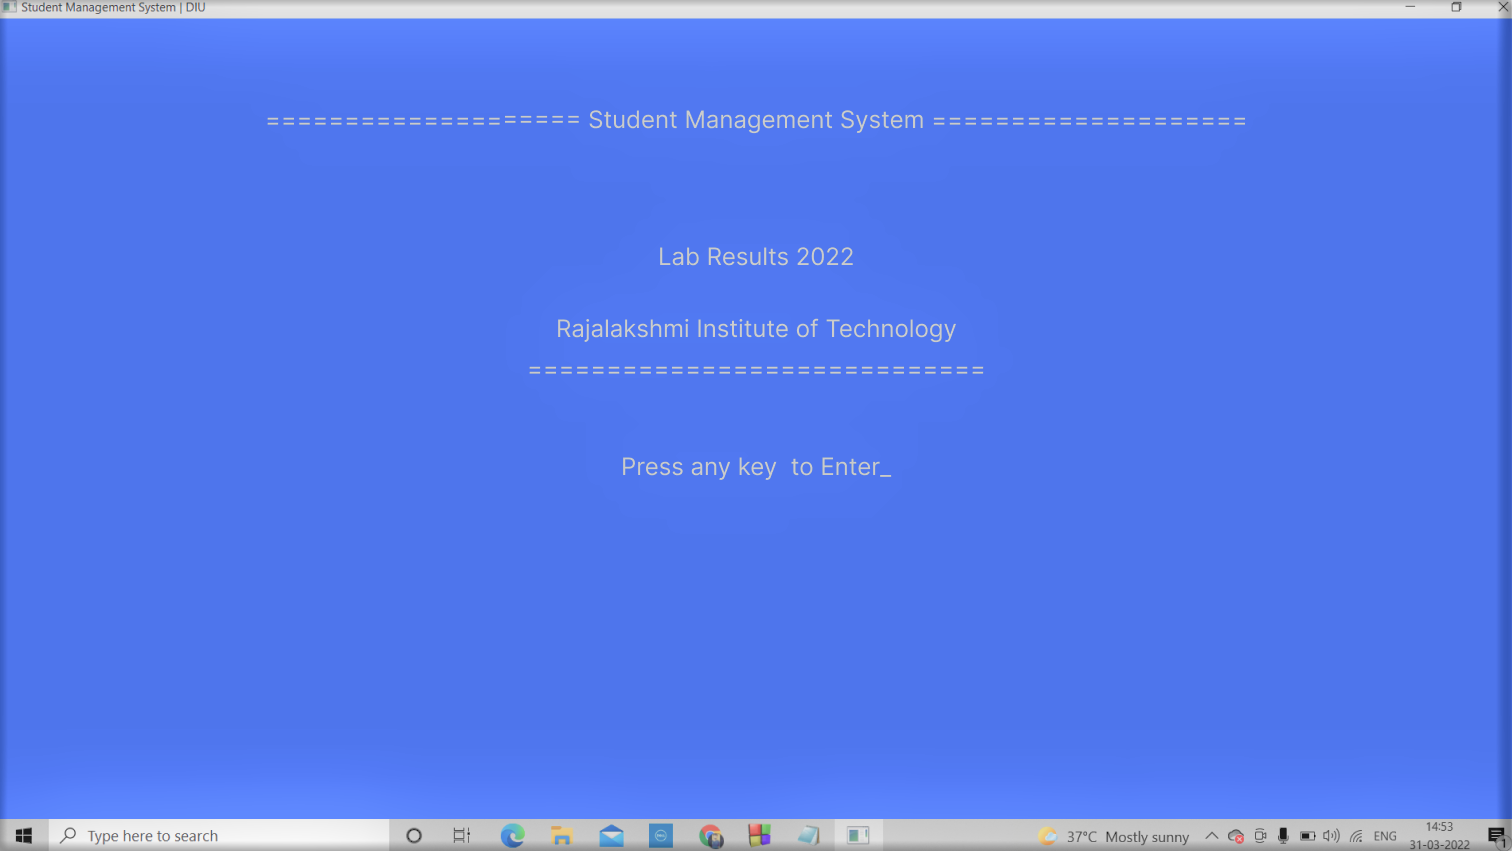 Student Management System | DIU
==================== Student Management System ====================
Lab Results 2022
Rajalakshmi Institute of Technology
=============================
Press any key  to Enter_
Type here to search
37°C Mostly sunny
ENG
14:53
31-03-2022